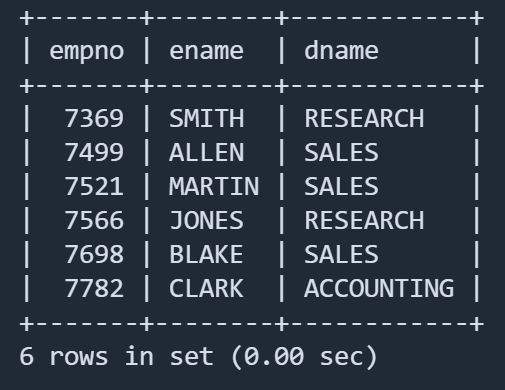 +-------+--------+------------+
| empno | ename  | dname      |
+-------+--------+------------+
|  7369 | SMITH  | RESEARCH   |
|  7499 | ALLEN  | SALES      |
|  7521 | MARTIN | SALES      |
|  7566 | JONES  | RESEARCH   |
|  7698 | BLAKE  | SALES      |
|  7782 | CLARK  | ACCOUNTING |
+-------+--------+------------+
6 rows in set (0.00 sec)